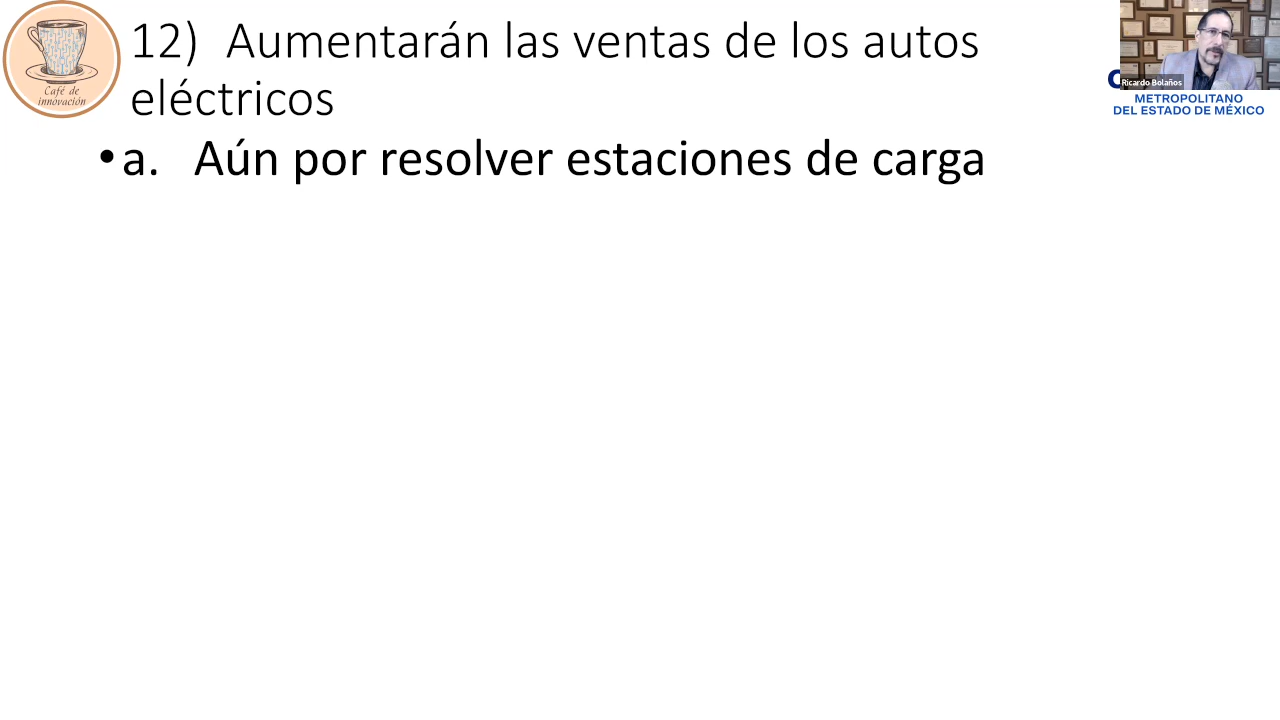 Café de
innovación
12) Aumentarán las ventas de los autos
eléctricos
• a. Aún por resolver estaciones de carga
Ricardo Bolaños
METROPOLITANO
DEL ESTADO DE MÉXICO